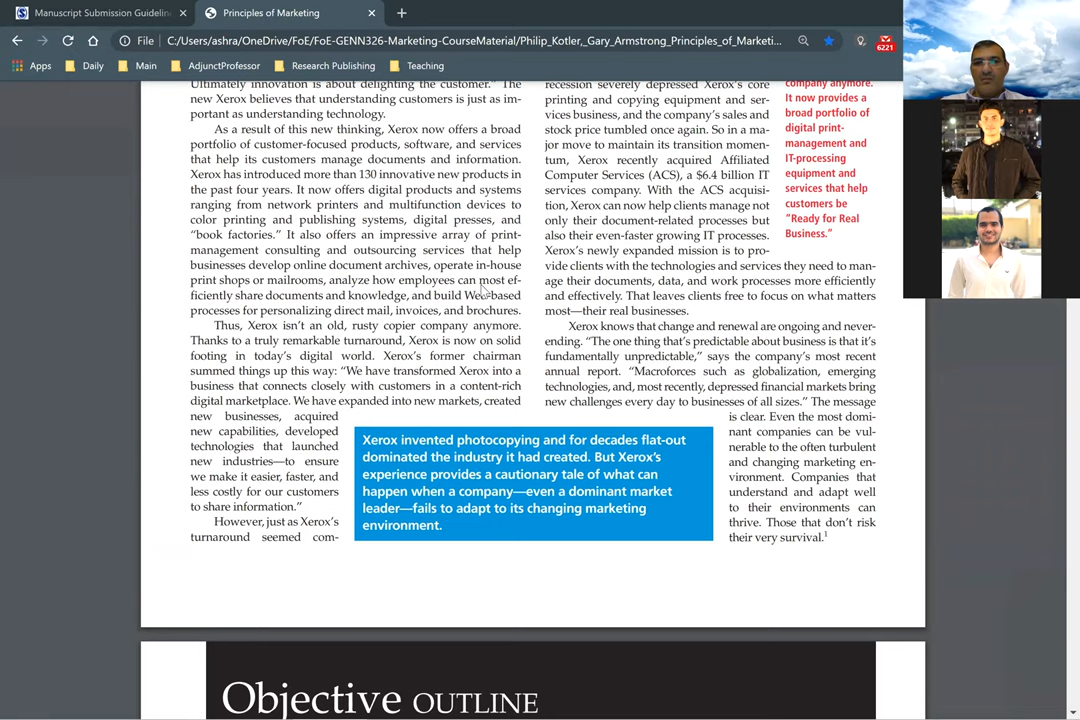 Manuscript Submission Guidelin
Principles of Marketing
File
C:/Users/ashra/OneDrive/FoE/FoE-GENN326-Marketing-CourseMaterial/Philip_Kotler,_Gary_Armstrong_Principles_of_Marketi...
6221
Apps
Daily
Main
AdjunctProfessor
Research Publishing
Teaching
Ultimately innovation is about delighting the customer." The
new Xerox believes that understanding customers is just as im-
portant as understanding technology.
As a result of this new thinking, Xerox now offers a broad
portfolio of customer-focused products, software, and services
that help its customers manage documents and information.
Xerox has introduced more than 130 innovative new products in
the past four years. It now offers digital products and systems
ranging from network printers and multifunction devices to
color printing and publishing systems, digital presses, and
"book factories." It also offers an impressive array of print-
management consulting and outsourcing services that help
businesses develop online document archives, operate in-house
print shops or mailrooms, analyze how employees can most ef-
ficiently share documents and knowledge, and build Web-based
processes for personalizing direct mail, invoices, and brochures.
Thus, Xerox isn't an old, rusty copier company anymore.
Thanks to a truly remarkable turnaround, Xerox is now on solid
footing in today's digital world. Xerox's former chairman
summed things up this way: "We have transformed Xerox into a
business that connects closely with customers in a content-rich
digital marketplace. We have expanded into new markets, created
new businesses, acquired
new capabilities, developed
technologies that launched
new industries—to ensure
we make it easier, faster, and
less costly for our customers
to share information."
However, just as Xerox's
turnaround seemed com-
recession severely depressed Xerox's core
printing and copying equipment and ser-
vices business, and the company's sales and
stock price tumbled once again. So in a ma-
jor move to maintain its transition momen-
tum, Xerox recently acquired Affiliated
Computer Services (ACS), a $6.4 billion IT
services company. With the ACS acquisi-
tion, Xerox can now help clients manage not
only their document-related processes but
also their even-faster growing IT processes.
Xerox's newly expanded mission is to pro-
vide clients with the technologies and services they need to man-
age their documents, data, and work processes more efficiently
and effectively. That leaves clients free to focus on what matters
most—their real businesses.
Xerox knows that change and renewal are ongoing and never-
ending. "The one thing that's predictable about business is that it's
fundamentally unpredictable," says the company's most recent
annual report. "Macroforces such as globalization, emerging
technologies, and, most recently, depressed financial markets bring
new challenges every day to businesses of all sizes." The message
is clear. Even the most domi-
nant companies can be vul-
nerable to the often turbulent
and changing marketing en-
vironment. Companies that
understand and adapt well
to their environments can
thrive. Those that don't risk
their very survival.1
company anymore.
It now provides a
broad portfolio of
digital print-
management and
IT-processing
equipment and
services that help
customers be
"Ready for Real
Business."
Xerox invented photocopying and for decades flat-out
dominated the industry it had created. But Xerox's
experience provides a cautionary tale of what can
happen when a company—even a dominant market
leader—fails to adapt to its changing marketing
environment.
Objective OUTLINE